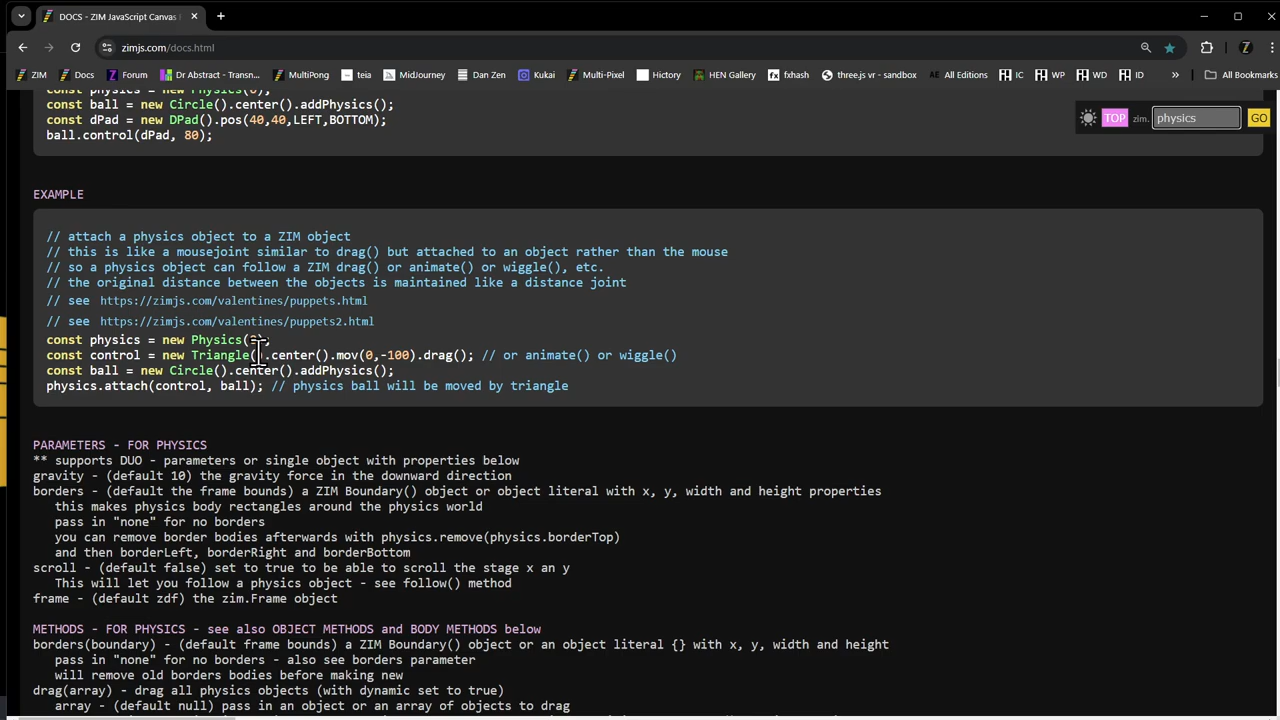 DOCS - ZIM JavaScript Canvas
zimjs.com/docs.html
ZIM Docs Forum Dr Abstract - Transn... MultiPong teia MidJourney Dan Zen Kukai Multi-Pixel Hictory HEN Gallery fxhash three.js vr - sandbox AE All Editions IC WP WD ID » All Bookmarks
TOP zim. physics GO
const physics = new Physics(0);
const ball = new Circle().center().addPhysics();
const dPad = new DPad().pos(40,40,LEFT,BOTTOM);
ball.control(dPad, 80);
EXAMPLE
// attach a physics object to a ZIM object
// this is like a mousejoint similar to drag() but attached to an object rather than the mouse
// so a physics object can follow a ZIM drag() or animate() or wiggle(), etc.
// the original distance between the objects is maintained like a distance joint
// see https://zimjs.com/valentines/puppets.html
// see https://zimjs.com/valentines/puppets2.html
const physics = new Physics(
const control = new Triangle().center().mov(0,-100).drag(); // or animate() or wiggle()
const ball = new Circle().center().addPhysics();
physics.attach(control, ball); // physics ball will be moved by triangle
PARAMETERS - FOR PHYSICS
** supports DUO - parameters or single object with properties below
gravity - (default 10) the gravity force in the downward direction
borders - (default the frame bounds) a ZIM Boundary() object or object literal with x, y, width and height properties
this makes physics body rectangles around the physics world
pass in "none" for no borders
you can remove border bodies afterwards with physics.remove(physics.borderTop)
and then borderLeft, borderRight and borderBottom
scroll - (default false) set to true to be able to scroll the stage x an y
This will let you follow a physics object - see follow() method
frame - (default zdf) the zim.Frame object
METHODS - FOR PHYSICS - see also OBJECT METHODS and BODY METHODS below
borders(boundary) - (default frame bounds) a ZIM Boundary() object or an object literal {} with x, y, width and height
pass in "none" for no borders - also see borders parameter
will remove old borders bodies before making new
drag(array) - drag all physics objects (with dynamic set to true)
array - (default null) pass in an object or an array of objects to drag